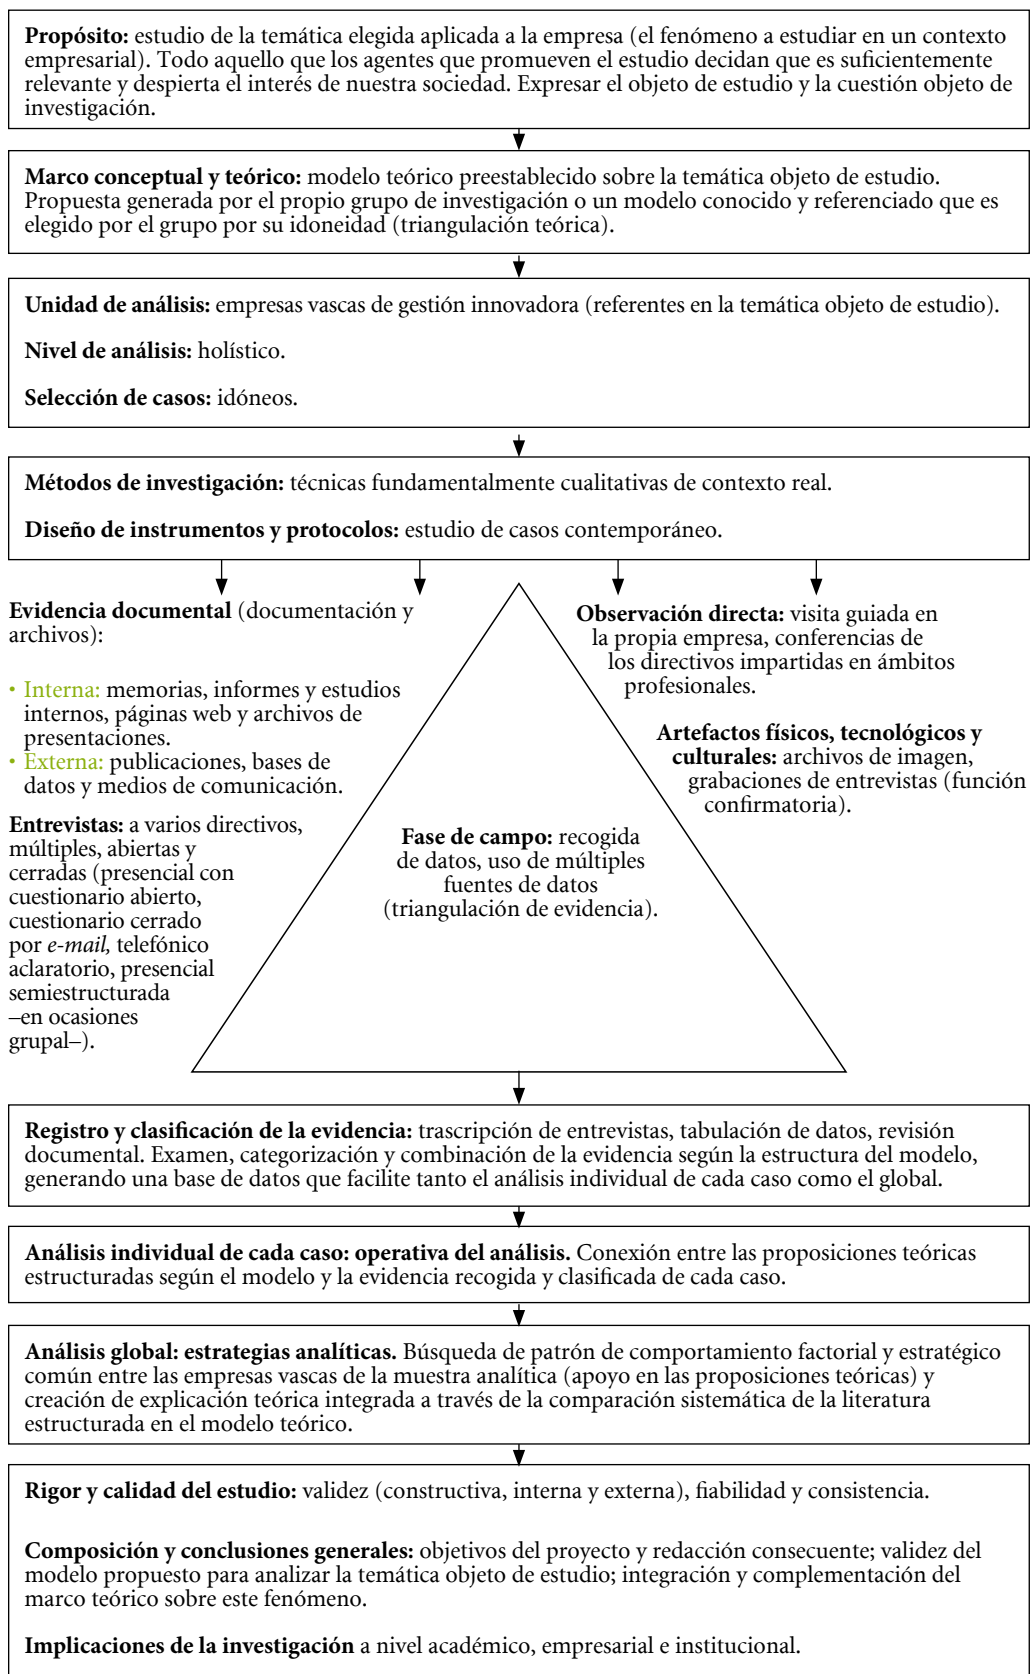 Propósito: estudio de la temática elegida aplicada a la empresa (el fenómeno a estudiar en un contexto
empresarial). Todo aquello que los agentes que promueven el estudio decidan que es suficientemente
relevante y despierta el interés de nuestra sociedad. Expresar el objeto de estudio y la cuestión objeto de
investigación.
Marco conceptual y teórico: modelo teórico preestablecido sobre la temática objeto de estudio.
Propuesta generada por el propio grupo de investigación o un modelo conocido y referenciado que es
elegido por el grupo por su idoneidad (triangulación teórica).
Unidad de análisis: empresas vascas de gestión innovadora (referentes en la temática objeto de estudio).
Nivel de análisis: holístico.
Selección de casos: idóneos.
Métodos de investigación: técnicas fundamentalmente cualitativas de contexto real.
Diseño de instrumentos y protocolos: estudio de casos contemporáneo.
Evidencia documental (documentación y
archivos):
• Interna: memorias, informes y estudios
internos, páginas web y archivos de
presentaciones.
• Externa: publicaciones, bases de
datos y medios de comunicación.
Entrevistas: a varios directivos,
múltiples, abiertas y
cerradas (presencial con
cuestionario abierto,
cuestionario cerrado
por e-mail, telefónico
aclaratorio, presencial
semiestructurada
–en ocasiones
grupal–).
Observación directa: visita guiada en
la propia empresa, conferencias de
los directivos impartidas en ámbitos
profesionales.
Artefactos físicos, tecnológicos y
culturales: archivos de imagen,
grabaciones de entrevistas (función
confirmatoria).
Fase de campo: recogida
de datos, uso de múltiples
fuentes de datos
(triangulación de evidencia).
Registro y clasificación de la evidencia: trascripción de entrevistas, tabulación de datos, revisión
documental. Examen, categorización y combinación de la evidencia según la estructura del modelo,
generando una base de datos que facilite tanto el análisis individual de cada caso como el global.
Análisis individual de cada caso: operativa del análisis. Conexión entre las proposiciones teóricas
estructuradas según el modelo y la evidencia recogida y clasificada de cada caso.
Análisis global: estrategias analíticas. Búsqueda de patrón de comportamiento factorial y estratégico
común entre las empresas vascas de la muestra analítica (apoyo en las proposiciones teóricas) y
creación de explicación teórica integrada a través de la comparación sistemática de la literatura
estructurada en el modelo teórico.
Rigor y calidad del estudio: validez (constructiva, interna y externa), fiabilidad y consistencia.
Composición y conclusiones generales: objetivos del proyecto y redacción consecuente; validez del
modelo propuesto para analizar la temática objeto de estudio; integración y complementación del
marco teórico sobre este fenómeno.
Implicaciones de la investigación a nivel académico, empresarial e institucional.